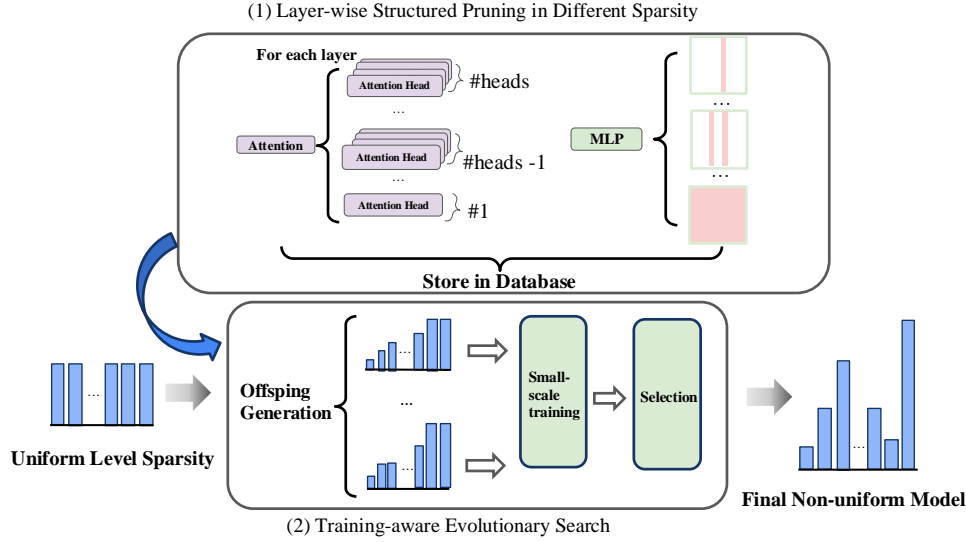 (1) Layer-wise Structured Pruning in Different Sparsity
For each layer
Attention
Attention Head
#heads
...
Attention Head
#heads -1
...
Attention Head
#1
MLP
...
...
Store in Database
Uniform Level Sparsity
...
Offsping
Generation
...
...
...
Small-
scale
training
Selection
...
Final Non-uniform Model
(2) Training-aware Evolutionary Search